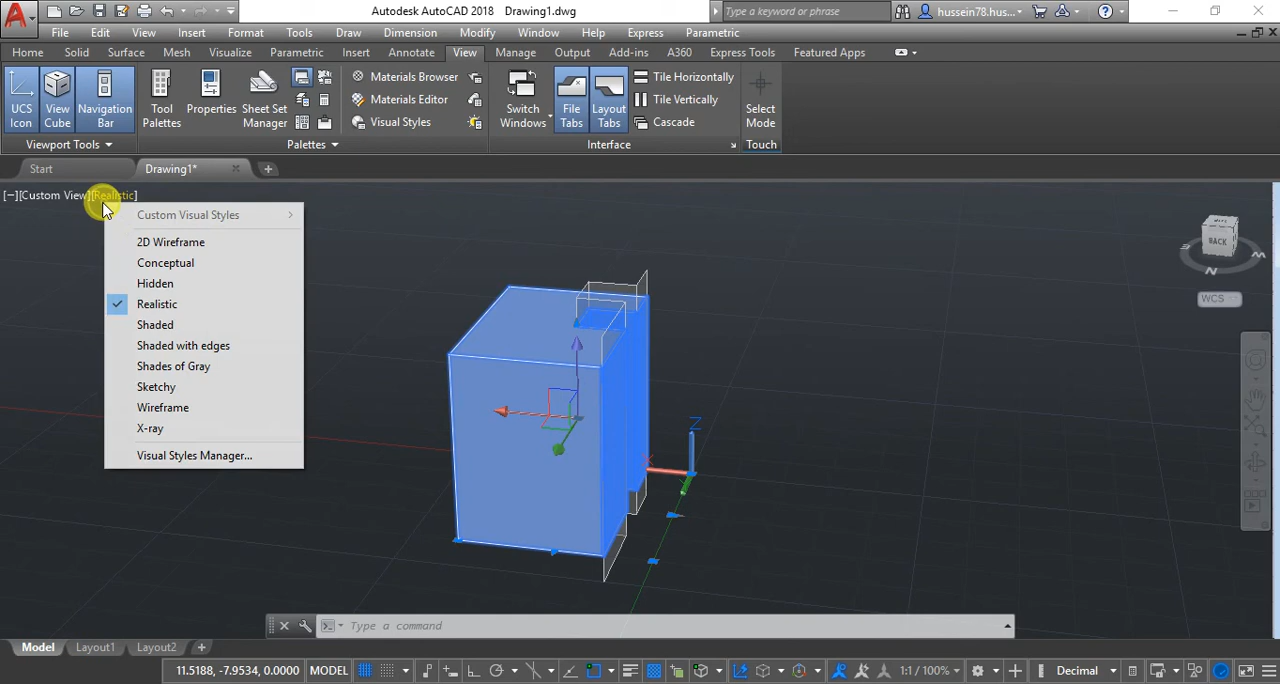 Autodesk AutoCAD 2018 Drawing1.dwg
Type a keyword or phrase
hussein78.hus...
File Edit View Insert Format Tools Draw Dimension Modify Window Help Express Parametric
Home Solid Surface Mesh Visualize Parametric Insert Annotate View Manage Output Add-ins A360 Express Tools Featured Apps
UCS Icon
View Cube
Navigation Bar
Tool Palettes
Properties
Sheet Set Manager
Materials Browser
Materials Editor
Visual Styles
Switch Windows
File Tabs
Layout Tabs
Tile Horizontally
Tile Vertically
Cascade
Select Mode
Viewport Tools
Palettes
Interface
Touch
Start
Drawing1*
[−][Custom View][Realistic]
Custom Visual Styles
2D Wireframe
Conceptual
Hidden
Realistic
Shaded
Shaded with edges
Shades of Gray
Sketchy
Wireframe
X-ray
Visual Styles Manager...
BACK
N
WCS
Z
X
Type a command
Model Layout1 Layout2
11.5188, -7.9534, 0.0000 MODEL
1:1 / 100%
Decimal